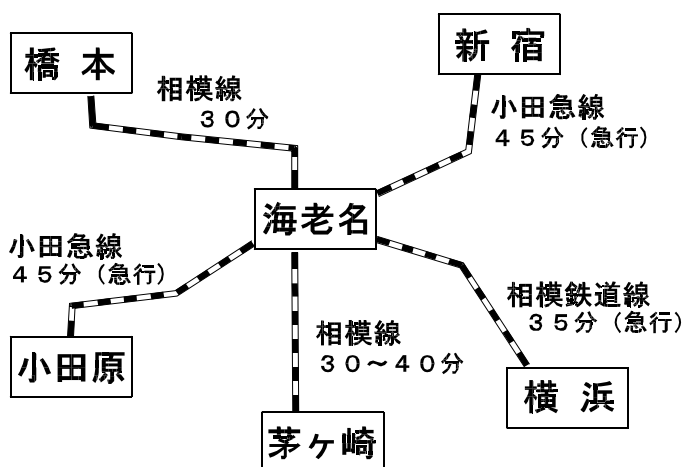 橋本
新宿
相模線
３０分
小田急線
４５分（急行）
海老名
小田急線
４５分（急行）
相模鉄道線
３５分（急行）
相模線
３０～４０分
小田原
横浜
茅ヶ崎